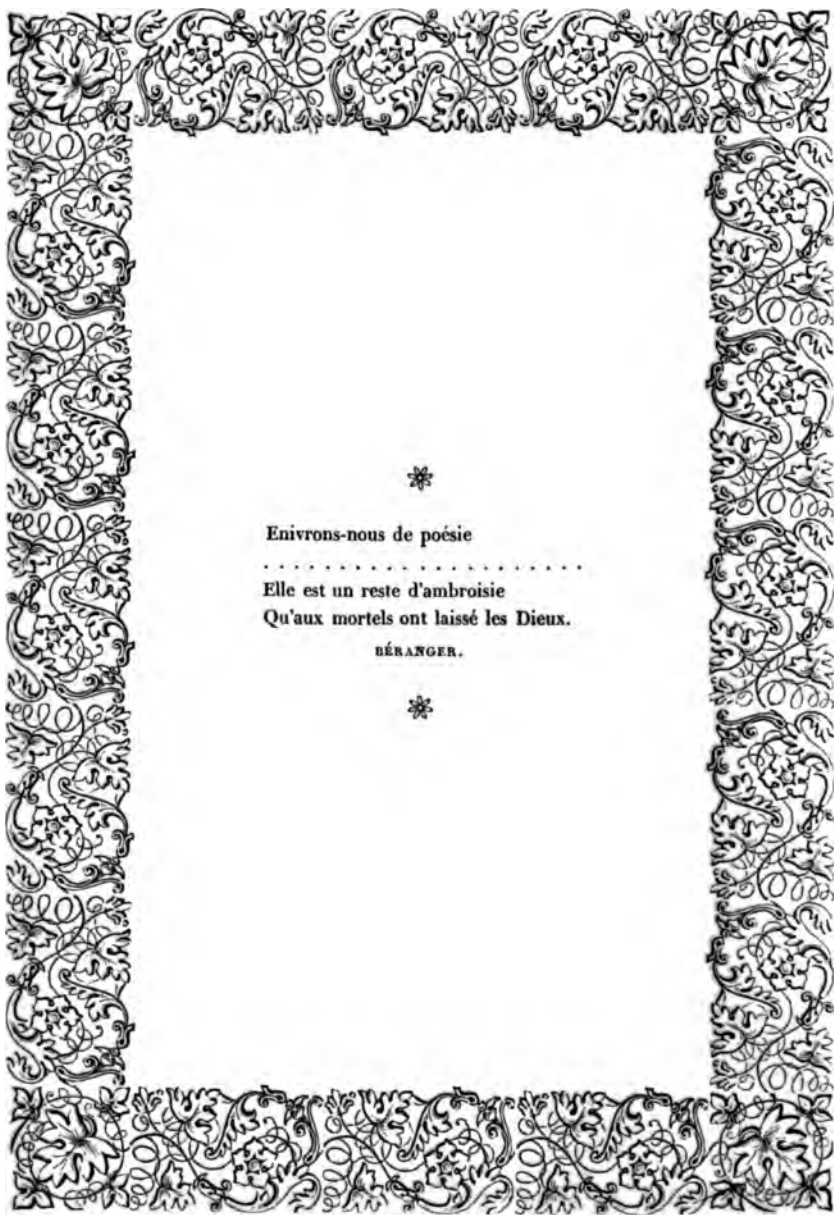 Enivrons-nous de poésie
. . . . . . . . . . . . . . . . . . . . . .
Elle est un reste d'ambroisie
Qu'aux mortels ont laissé les Dieux.
BÉRANGER.